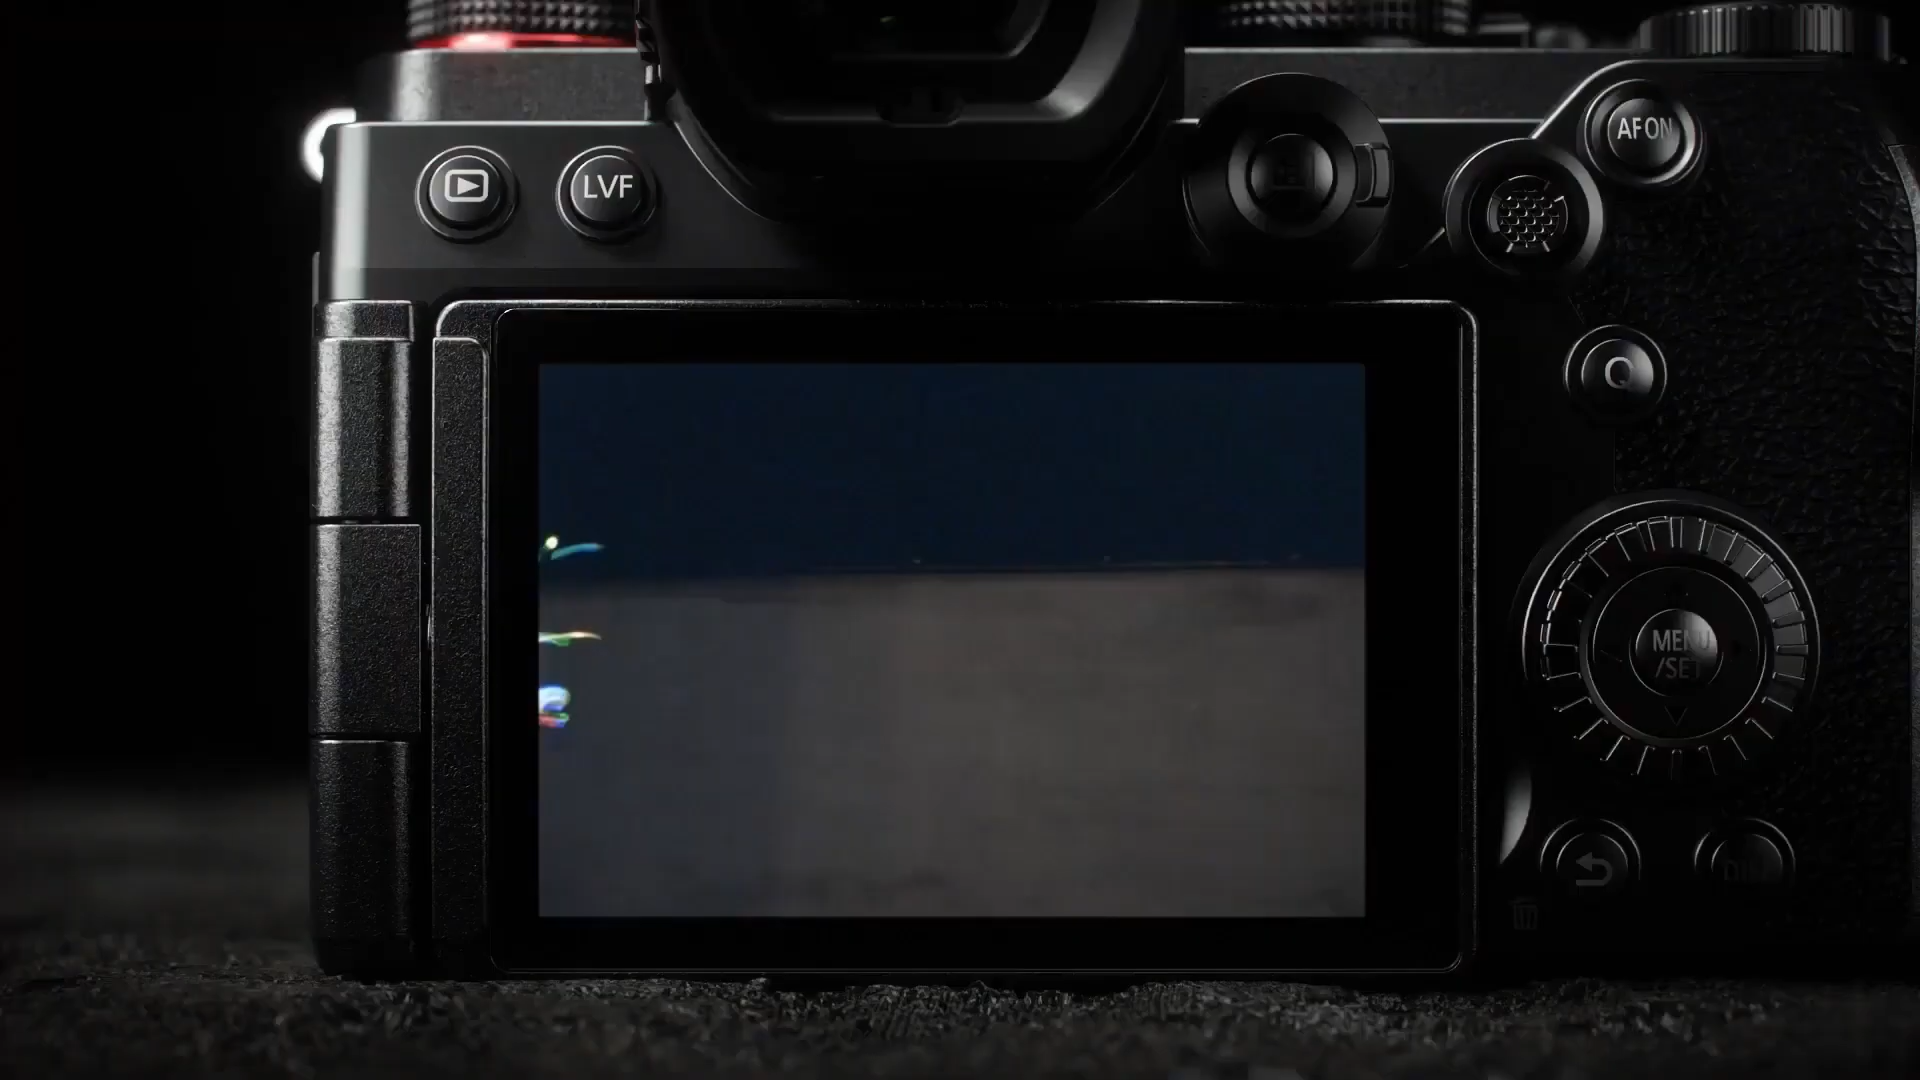 LVF
AF ON
Q
MENU
/SET